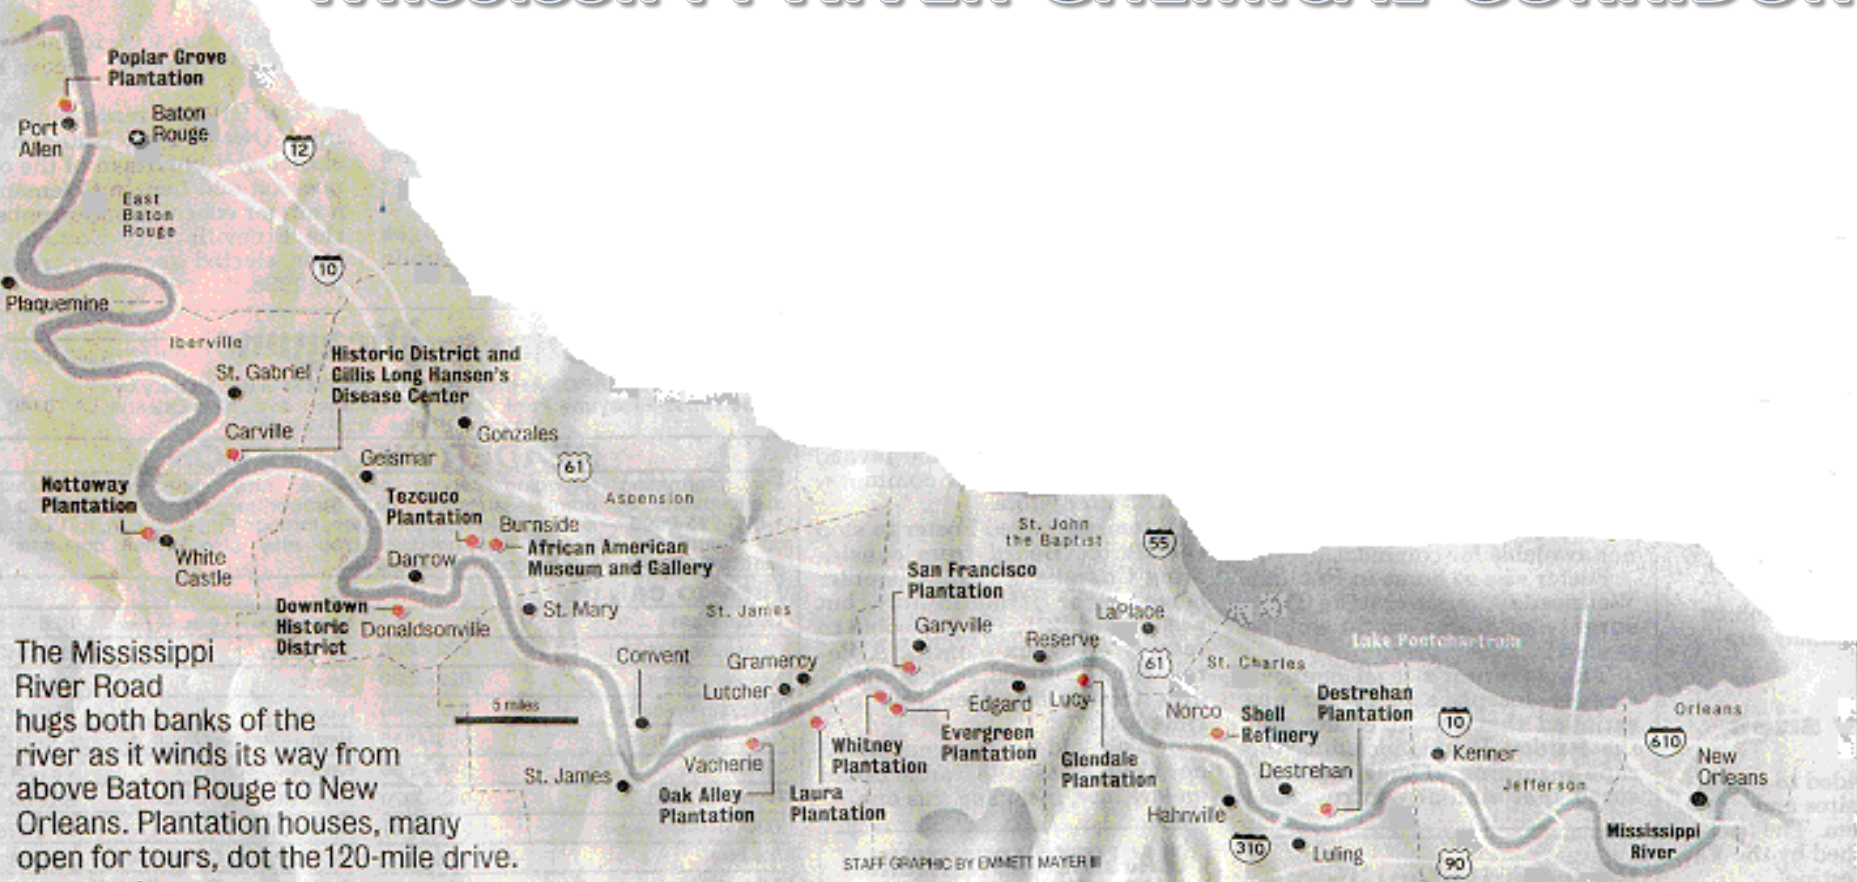 MISSISSIPPI RIVER CHEMICAL CORRIDOR
Poplar Grove
Plantation
Port
Allen
Baton
Rouge
12
East
Baton
Rouge
10
Plaquemine
Iberville
St. Gabriel
Historic District and
Gillis Long Hansen's
Disease Center
Carville
Gonzales
61
Geismar
Nottoway
Plantation
Tezcuco
Plantation
Ascension
Burnside
African American
Museum and Gallery
White
Castle
Darrow
St. John
the Baptist
55
San Francisco
Plantation
Downtown
Historic
District
Donaldsonville
St. Mary
St. James
Garyville
LaPlace
Lake Pontchartrain
Reserve
61
St. Charles
Convent
Gramercy
Lutcher
Edgard
Lucy
Norco
Shell
Refinery
Destrehan
Plantation
10
Orleans
610
The Mississippi
River Road
hugs both banks of the
river as it winds its way from
above Baton Rouge to New
Orleans. Plantation houses, many
open for tours, dot the 120-mile drive.
5 miles
St. James
Vacherie
Oak Alley
Plantation
Laura
Plantation
Whitney
Plantation
Evergreen
Plantation
Glendale
Plantation
Destrehan
Kenner
New
Orleans
Jefferson
Hahnville
310
Luling
90
Mississippi
River
STAFF GRAPHIC BY EMMETT MAYER III